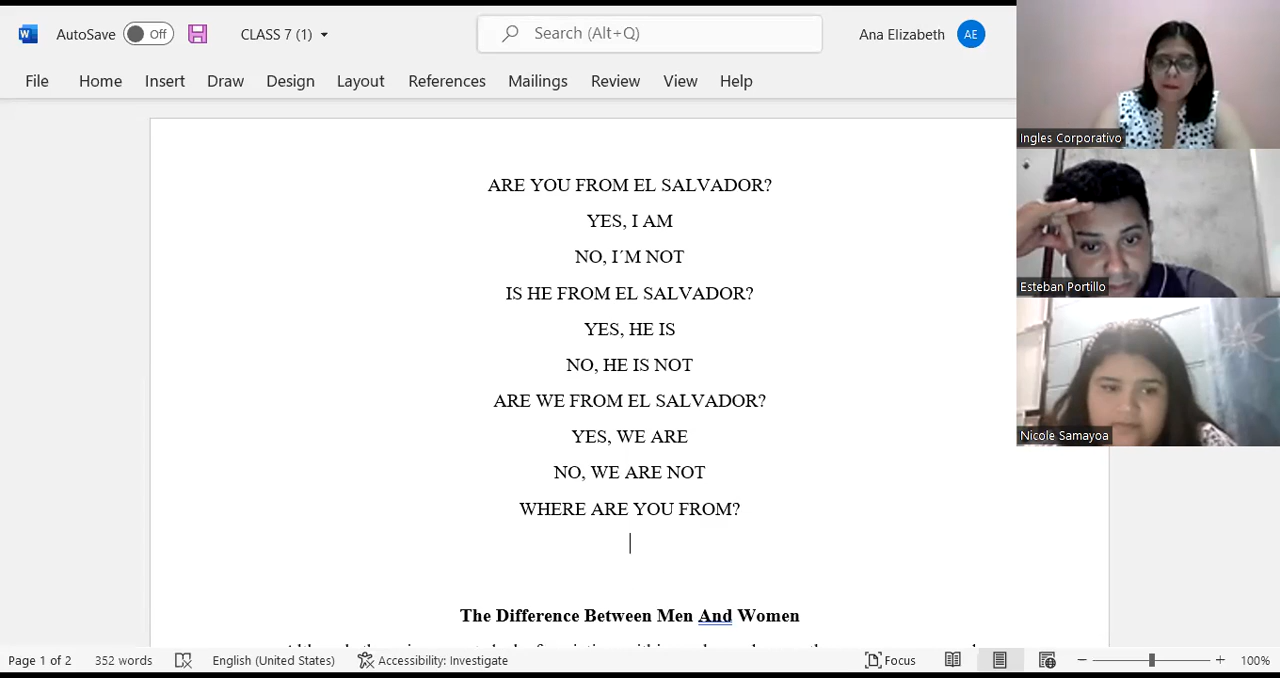 AutoSave Off CLASS 7 (1) Search (Alt+Q) Ana Elizabeth AE
File Home Insert Draw Design Layout References Mailings Review View Help
ARE YOU FROM EL SALVADOR?
YES, I AM
NO, I´M NOT
IS HE FROM EL SALVADOR?
YES, HE IS
NO, HE IS NOT
ARE WE FROM EL SALVADOR?
YES, WE ARE
NO, WE ARE NOT
WHERE ARE YOU FROM?
The Difference Between Men And Women
Ingles Corporativo
Esteban Portillo
Nicole Samayoa
Page 1 of 2 352 words English (United States) Accessibility: Investigate Focus 100%